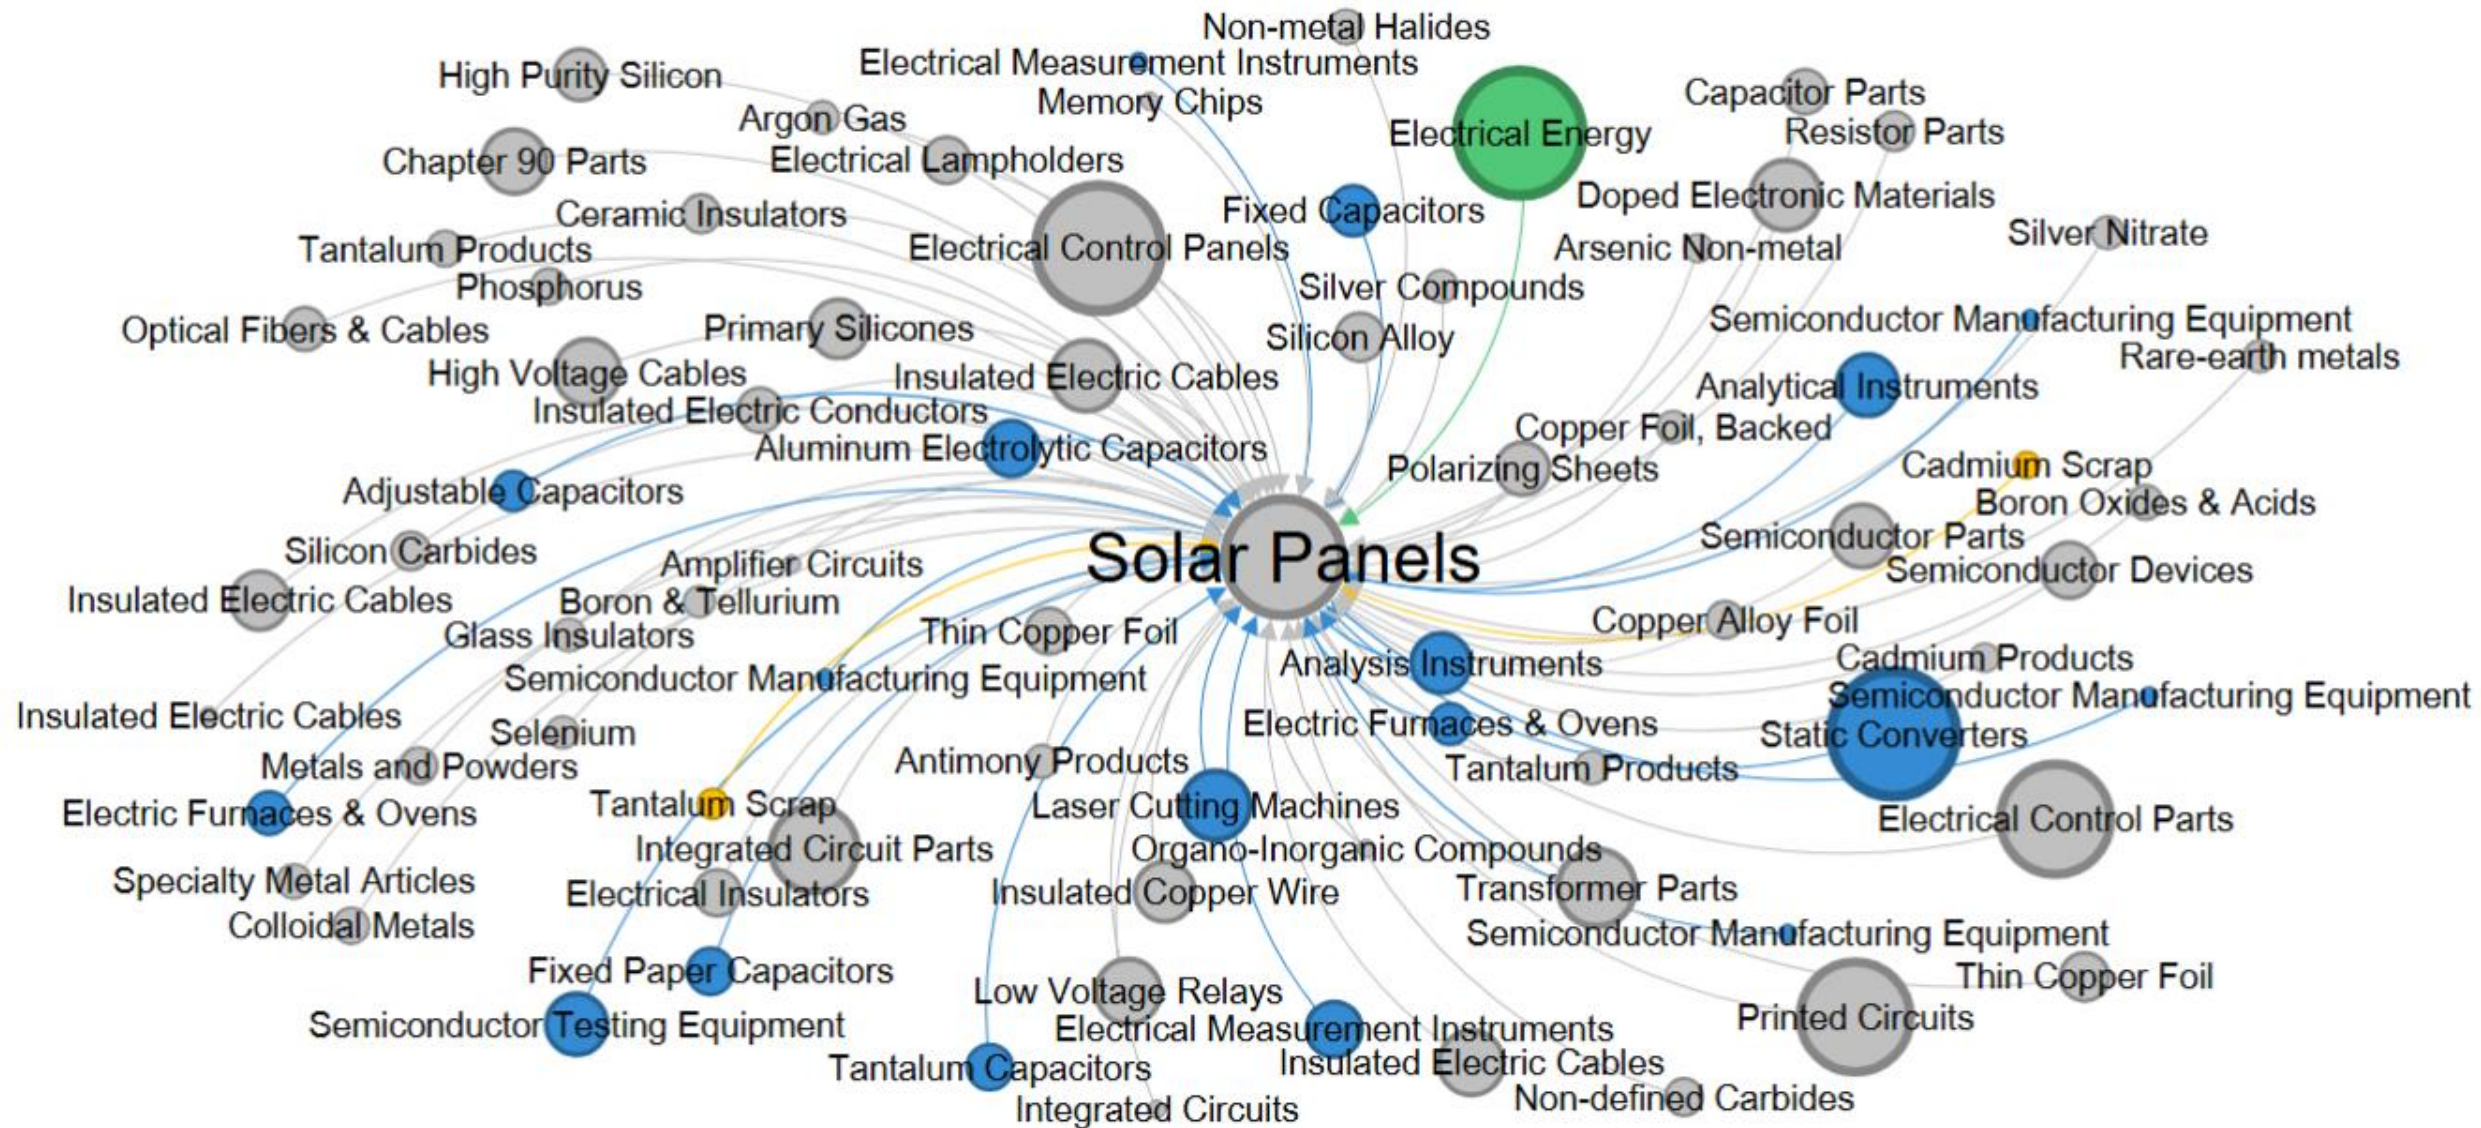 Non-metal Halides
Electrical Measurement Instruments
High Purity Silicon
Capacitor Parts
Memory Chips
Argon Gas
Resistor Parts
Electrical Energy
Chapter 90 Parts
Electrical Lampholders
Doped Electronic Materials
Ceramic Insulators
Fixed Capacitors
Silver Nitrate
Tantalum Products
Electrical Control Panels
Arsenic Non-metal
Phosphorus
Silver Compounds
Semiconductor Manufacturing Equipment
Optical Fibers & Cables
Primary Silicones
Silicon Alloy
Rare-earth metals
High Voltage Cables
Insulated Electric Cables
Analytical Instruments
Insulated Electric Conductors
Copper Foil, Backed
Aluminum Electrolytic Capacitors
Polarizing Sheets
Cadmium Scrap
Adjustable Capacitors
Boron Oxides & Acids
Semiconductor Parts
Silicon Carbides
Amplifier Circuits
Solar Panels
Semiconductor Devices
Insulated Electric Cables
Boron & Tellurium
Copper Alloy Foil
Glass Insulators
Thin Copper Foil
Analysis Instruments
Cadmium Products
Semiconductor Manufacturing Equipment
Semiconductor Manufacturing Equipment
Insulated Electric Cables
Selenium
Electric Furnaces & Ovens
Static Converters
Metals and Powders
Antimony Products
Tantalum Products
Electric Furnaces & Ovens
Tantalum Scrap
Laser Cutting Machines
Electrical Control Parts
Integrated Circuit Parts
Organo-Inorganic Compounds
Specialty Metal Articles
Electrical Insulators
Insulated Copper Wire
Transformer Parts
Colloidal Metals
Semiconductor Manufacturing Equipment
Fixed Paper Capacitors
Thin Copper Foil
Low Voltage Relays
Printed Circuits
Semiconductor Testing Equipment
Electrical Measurement Instruments
Tantalum Capacitors
Insulated Electric Cables
Non-defined Carbides
Integrated Circuits